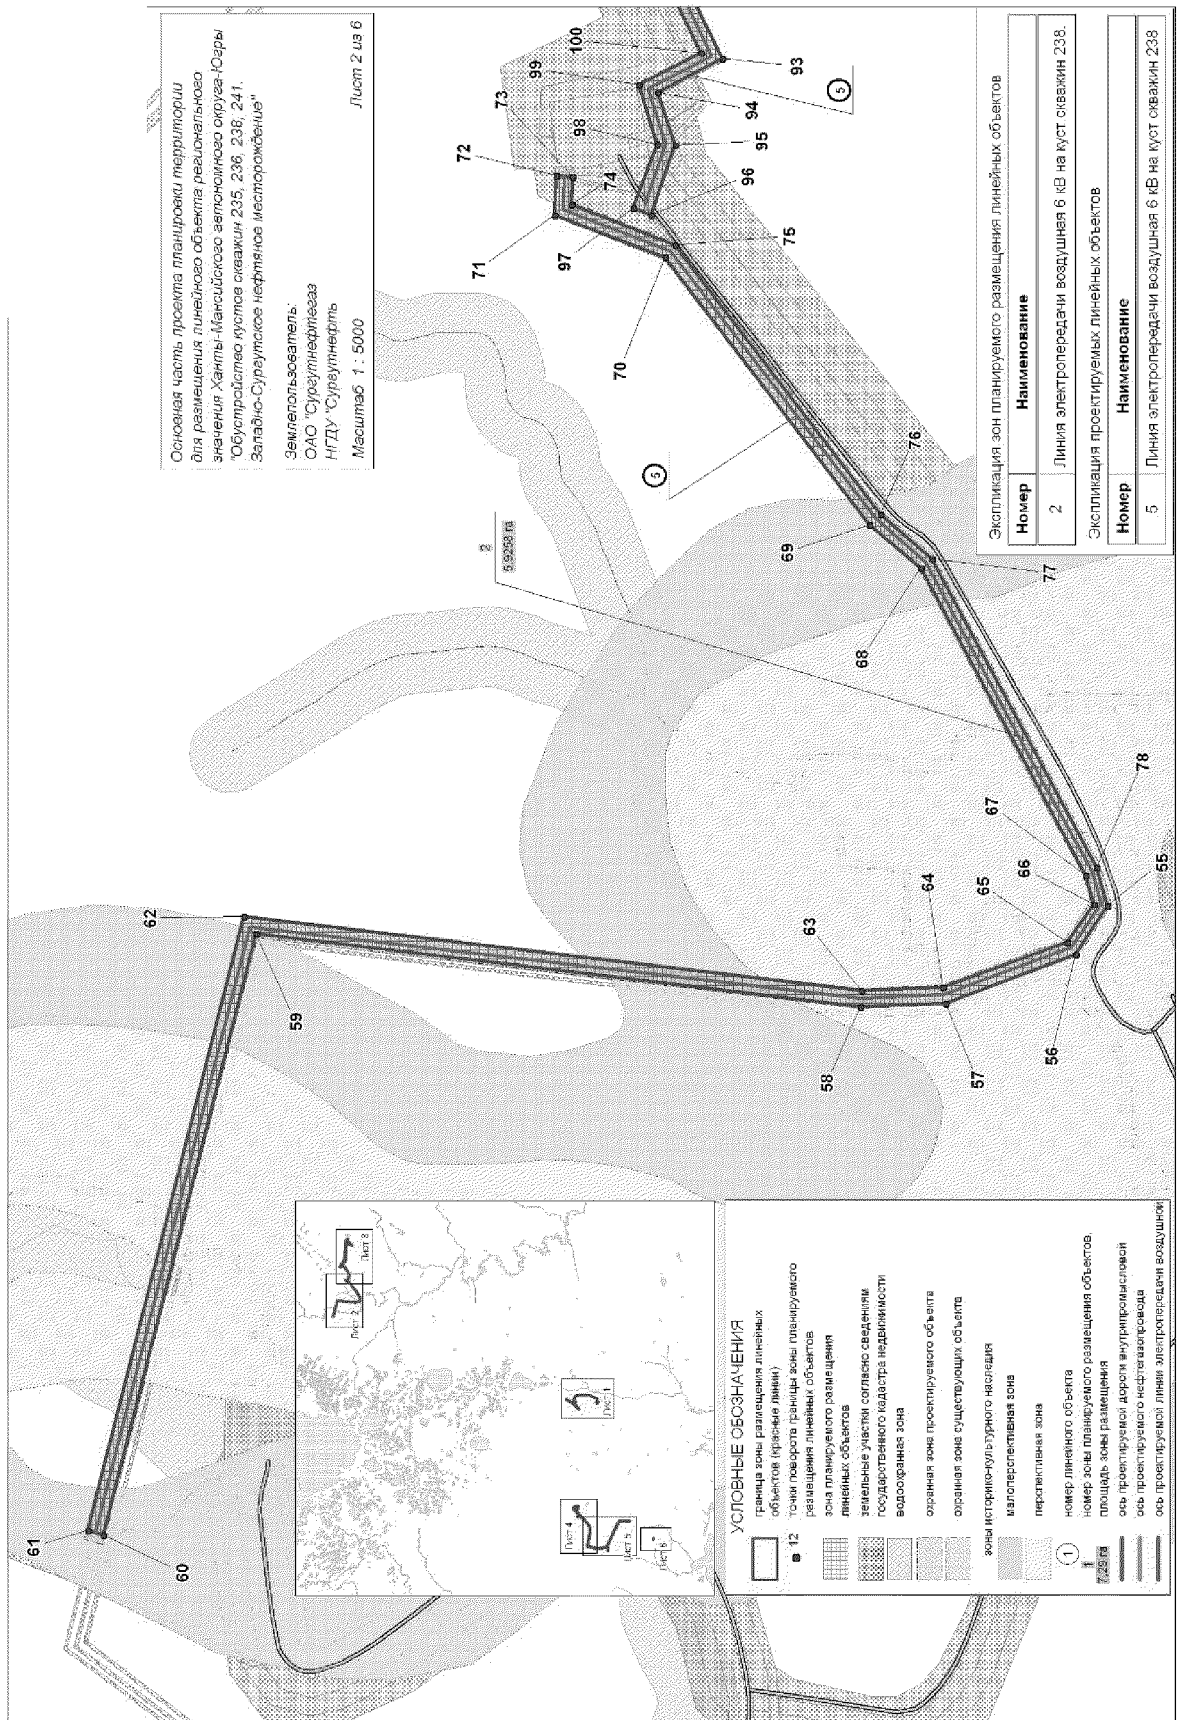 Основная часть проекта планировки территории
для размещения линейного объекта регионального
значения Ханты-Мансийского автономного округа-Югры
"Обустройство кустов скважин 235, 236, 238, 241.
Западно-Сургутское нефтяное месторождение"
Землепользователь:
ОАО "Сургутнефтегаз"
НГДУ "Сургутнефть"
Масштаб 1 : 5000
Лист 2 из 6
61
60
62
59
63
58
64
57
65
56
66
55
67
78
68
77
69
76
70
75
71
72
73
74
97
96
98
95
99
94
100
93
5
5
2
5.9258 га
Экспликация зон планируемого размещения линейных объектов
Номер Наименование
2 Линия электропередачи воздушная 6 кВ на куст скважин 238.
Экспликация проектируемых линейных объектов
Номер Наименование
5 Линия электропередачи воздушная 6 кВ на куст скважин 238
Лист 2
Лист 3
Лист 1
Лист 4
Лист 5
Лист 6
УСЛОВНЫЕ ОБОЗНАЧЕНИЯ
граница зоны размещения линейных
объектов (красные линии)
12 точки поворота границы зоны планируемого
размещения линейных объектов
зона планируемого размещения
линейных объектов
земельные участки согласно сведениям
государственного кадастра недвижимости
водоохранная зона
охранная зона проектируемого объекта
охранная зона существующих объекта
зоны историко-культурного наследия
малоперспективная зона
перспективная зона
1 номер линейного объекта
1 номер зоны планируемого размещения объектов,
7,29 га площадь зоны размещения
ось проектируемой дороги внутрипромысловой
ось проектируемого нефтегазопровода
ось проектируемой линии электропередачи воздушной